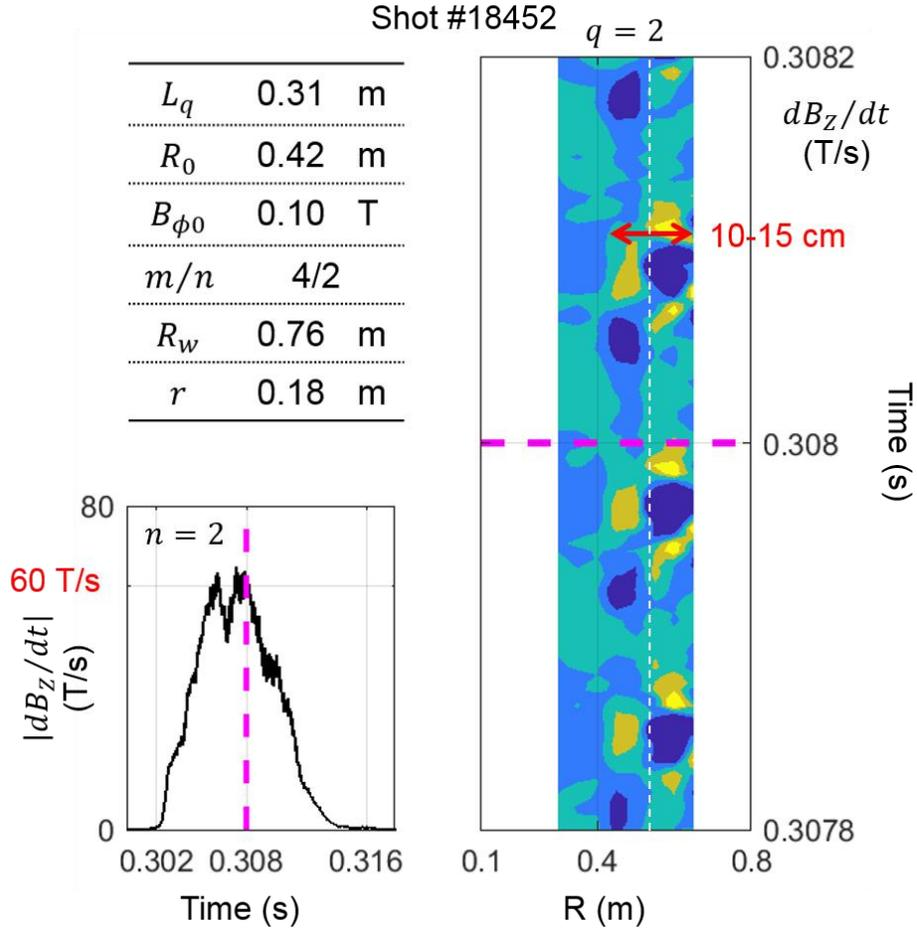 Shot #18452
q = 2
L_q 0.31 m
R_0 0.42 m
B_ϕ0 0.10 T
m/n 4/2
R_w 0.76 m
r 0.18 m
0.3082
dB_Z/dt
(T/s)
10-15 cm
0.308
Time (s)
0.3078
0.1 0.4 0.8
R (m)
80
n = 2
60 T/s
|dB_Z/dt|
(T/s)
0
0.302 0.308 0.316
Time (s)